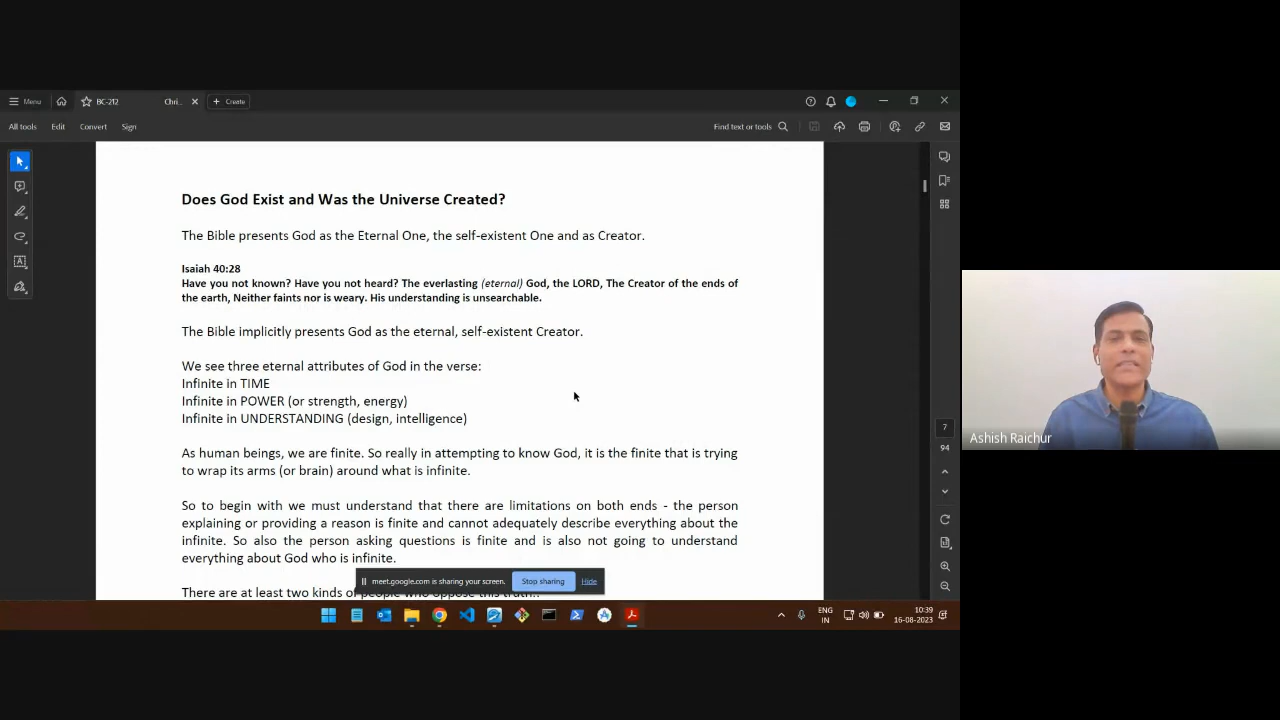 Menu
BC-212
Chri...
Create
All tools
Edit
Convert
Sign
Find text or tools
Does God Exist and Was the Universe Created?
The Bible presents God as the Eternal One, the self-existent One and as Creator.
Isaiah 40:28
Have you not known? Have you not heard? The everlasting (eternal) God, the LORD, The Creator of the ends of
the earth, Neither faints nor is weary. His understanding is unsearchable.
The Bible implicitly presents God as the eternal, self-existent Creator.
We see three eternal attributes of God in the verse:
Infinite in TIME
Infinite in POWER (or strength, energy)
Infinite in UNDERSTANDING (design, intelligence)
As human beings, we are finite. So really in attempting to know God, it is the finite that is trying
to wrap its arms (or brain) around what is infinite.
So to begin with we must understand that there are limitations on both ends - the person
explaining or providing a reason is finite and cannot adequately describe everything about the
infinite. So also the person asking questions is finite and is also not going to understand
everything about God who is infinite.
There are at least two kinds of people who oppose this truth:
7
94
meet.google.com is sharing your screen.
Stop sharing
Hide
ENG
IN
10:39
16-08-2023
Ashish Raichur